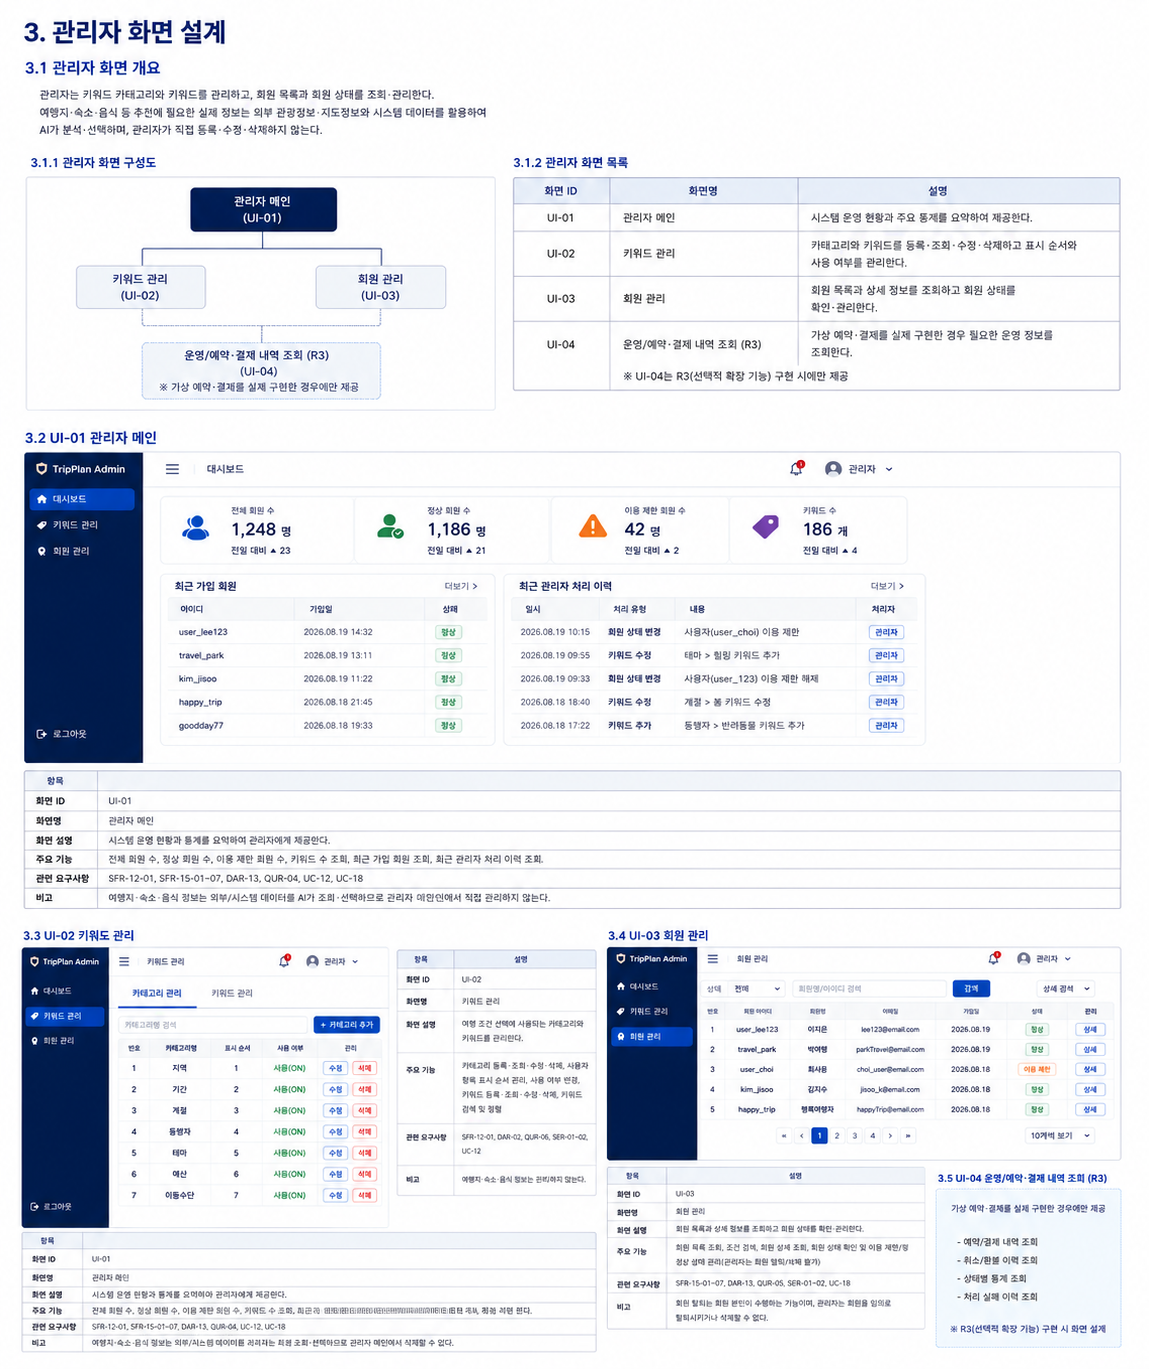 3. 관리자 화면 설계
3.1 관리자 화면 개요
관리자는 키워드 카테고리와 키워드를 관리하고, 회원 목록과 회원 상태를 조회·관리한다.
여행지·숙소·음식 등 추천에 필요한 실제 정보는 외부 관광정보·지도정보와 시스템 데이터를 활용하여
AI가 분석·선택하며, 관리자가 직접 등록·수정·삭제하지 않는다.
3.1.1 관리자 화면 구성도
관리자 메인
(UI-01)
키워드 관리
(UI-02)
회원 관리
(UI-03)
운영/예약·결제 내역 조회 (R3)
(UI-04)
※ 가상 예약·결제를 실제 구현한 경우에만 제공
3.1.2 관리자 화면 목록
화면 ID 화면명 설명
UI-01 관리자 메인 시스템 운영 현황과 주요 통계를 요약하여 제공한다.
UI-02 키워드 관리 카테고리와 키워드를 등록·조회·수정·삭제하고 표시 순서와
사용 여부를 관리한다.
UI-03 회원 관리 회원 목록과 상세 정보를 조회하고 회원 상태를
확인·관리한다.
UI-04 운영/예약·결제 내역 조회 (R3) 가상 예약·결제를 실제 구현한 경우 필요한 운영 정보를
조회한다.
※ UI-04는 R3(선택적 확장 기능) 구현 시에만 제공
3.2 UI-01 관리자 메인
TripPlan Admin
대시보드
키워드 관리
회원 관리
로그아웃
대시보드
1
관리자
전체 회원 수
1,248 명
전일 대비 ▲ 23
정상 회원 수
1,186 명
전일 대비 ▲ 21
이용 제한 회원 수
42 명
전일 대비 ▲ 2
키워드 수
186 개
전일 대비 ▲ 4
최근 가입 회원 더보기 >
아이디 가입일 상태
user_lee123 2026.08.19 14:32 정상
travel_park 2026.08.19 13:11 정상
kim_jisoo 2026.08.19 11:22 정상
happy_trip 2026.08.18 21:45 정상
goodday77 2026.08.18 19:33 정상
최근 관리자 처리 이력 더보기 >
일시 처리 유형 내용 처리자
2026.08.19 10:15 회원 상태 변경 사용자(user_choi) 이용 제한 관리자
2026.08.19 09:55 키워드 수정 테마 > 힐링 키워드 추가 관리자
2026.08.19 09:33 회원 상태 변경 사용자(user_123) 이용 제한 해제 관리자
2026.08.18 18:40 키워드 수정 계절 > 봄 키워드 수정 관리자
2026.08.18 17:22 키워드 추가 동행자 > 반려동물 키워드 추가 관리자
항목
화면 ID UI-01
화면명 관리자 메인
화면 설명 시스템 운영 현황과 통계를 요약하여 관리자에게 제공한다.
주요 기능 전체 회원 수, 정상 회원 수, 이용 제한 회원 수, 키워드 수 조회, 최근 가입 회원 조회, 최근 관리자 처리 이력 조회.
관련 요구사항 SFR-12-01, SFR-15-01~07, DAR-13, QUR-04, UC-12, UC-18
비고 여행지·숙소·음식 정보는 외부/시스템 데이터를 AI가 조회·선택하므로 관리자 직접 관리하지 않는다.
3.3 UI-02 키워도 관리
TripPlan Admin
대시보드
키워드 관리
회원 관리
로그아웃
키워드 관리
1
관리자
카테고리 관리 키워드 관리
카테고리명 검색
+ 카테고리 추가
번호 카테고리명 표시 순서 사용 여부 관리
1 지역 1 사용(ON) 수정 삭제
2 기간 2 사용(ON) 수정 삭제
3 계절 3 사용(ON) 수정 삭제
4 동행자 4 사용(ON) 수정 삭제
5 테마 5 사용(ON) 수정 삭제
6 예산 6 사용(ON) 수정 삭제
7 이동수단 7 사용(ON) 수정 삭제
항목 설명
화면 ID UI-02
화면명 키워드 관리
화면 설명 여행 조건 선택에 사용되는 카테고리와
키워드를 관리한다.
주요 기능 카테고리 등록·조회·수정·삭제, 사용자
항목 표시 순서 관리, 사용 여부 변경,
키워드 등록·조회·수정·삭제, 키워드
검색 및 정렬
관련 요구사항 SFR-12-01, DAR-02, QUR-06, SER-01~02,
UC-12
비고 여행지·숙소·음식 정보는 관리하지 않는다.
항목
화면 ID UI-01
화면명 관리자 메인
화면 설명 시스템 운영 현황과 통계를 요약하여 관리자에게 제공한다.
주요 기능 전체 회원 수, 정상 회원 수, 이용 제한 회원 수, 키워드 수 조회,
관련 요구사항 SFR-12-01, SFR-15-01~07, DAR-13, QUR-04, UC-12, UC-18
비고 여행지·숙소·음식 정보는 외부/시스템 데이터를 관리자 메인에서 삭제할 수 없다.
3.4 UI-03 회원 관리
TripPlan Admin
대시보드
키워드 관리
회원 관리
회원 관리
1
관리자
상태 전체 회원명/아이디 검색 검색 상세 검색
번호 회원 아이디 회원명 이메일 가입일 상태 관리
1 user_lee123 이지은 lee123@email.com 2026.08.19 정상 상세
2 travel_park 박여행 parkTravel@email.com 2026.08.19 정상 상세
3 user_choi 최사용 choi_user@email.com 2026.08.18 이용 제한 상세
4 kim_jisoo 김지수 jisoo_k@email.com 2026.08.18 정상 상세
5 happy_trip 행복여행자 happyTrip@email.com 2026.08.18 정상 상세
« ‹ 1 2 3 4 › »
10개씩 보기
항목 설명
화면 ID UI-03
화면명 회원 관리
화면 설명 회원 목록과 상세 정보를 조회하고 회원 상태를 확인·관리한다.
주요 기능 회원 목록 조회, 조건 검색, 회원 상세 조회, 회원 상태 확인 및 이용 제한/정
상 상태 관리(관리자는 회원 탈퇴/삭제 불가)
관련 요구사항 SFR-15-01~07, DAR-13, QUR-05, SER-01~02, UC-18
비고 회원 탈퇴는 회원 본인이 수행하는 기능이며, 관리자는 회원을 임의로
탈퇴시키거나 삭제할 수 없다.
3.5 UI-04 운영/예약·결제 내역 조회 (R3)
가상 예약·결제를 실제 구현한 경우에만 제공
- 예약/결제 내역 조회
- 취소/환불 이력 조회
- 상태별 통계 조회
- 처리 실패 이력 조회
※ R3(선택적 확장 기능) 구현 시 화면 설계